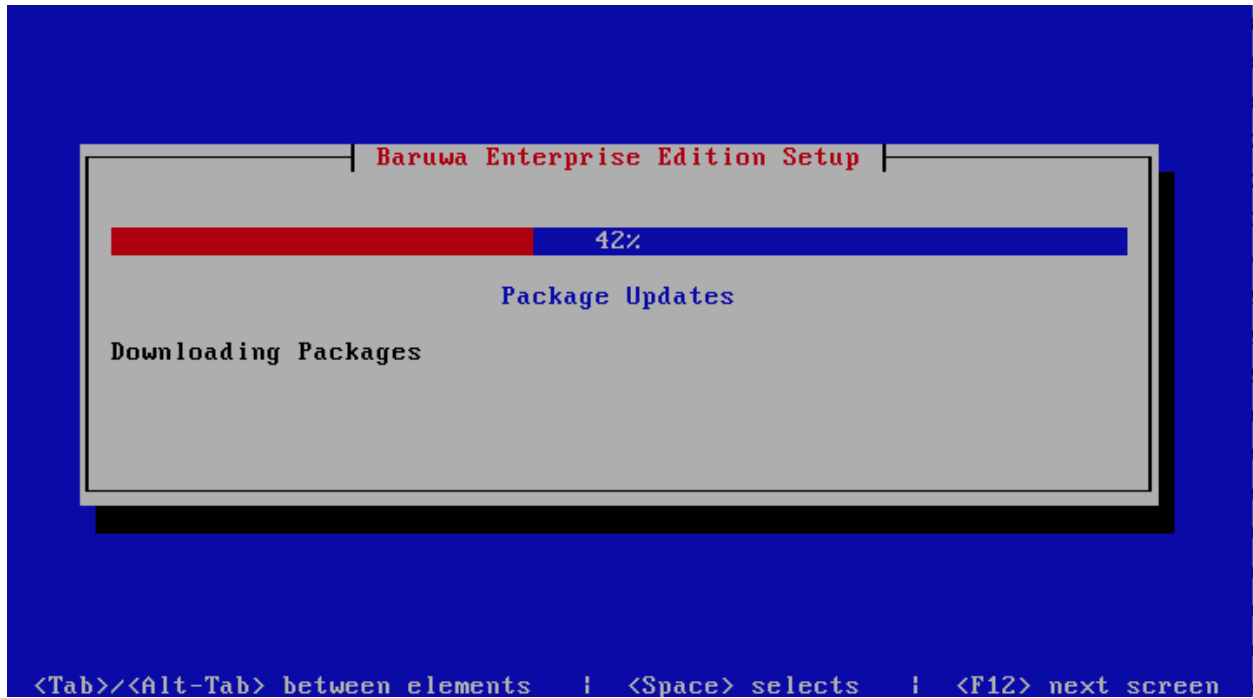 Baruwa Enterprise Edition Setup
42%
Package Updates
Downloading Packages
<Tab>/<Alt-Tab> between elements | <Space> selects | <F12> next screen